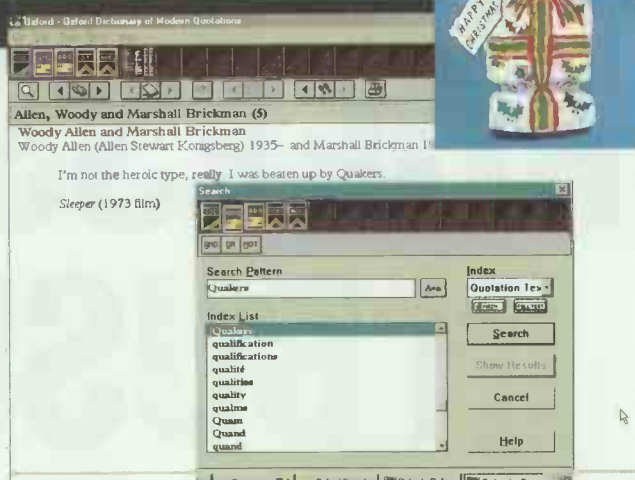 Oxford - Oxford Dictionary of Modern Quotations
HAPPY
CHRISTMAS
Allen, Woody and Marshall Brickman (5)
Woody Allen and Marshall Brickman
Woody Allen (Allen Stewart Konigsberg) 1935– and Marshall Brickman
I'm not the heroic type, really. I was beaten up by Quakers.
Sleeper (1973 film)
Search
AND OR NOT
Search Pattern
Quakers
Index
Quotation Tex
Index List
Quakers
qualification
qualifications
qualité
qualities
quality
qualms
Quam
Quand
quand
Search
Show Results
Cancel
Help